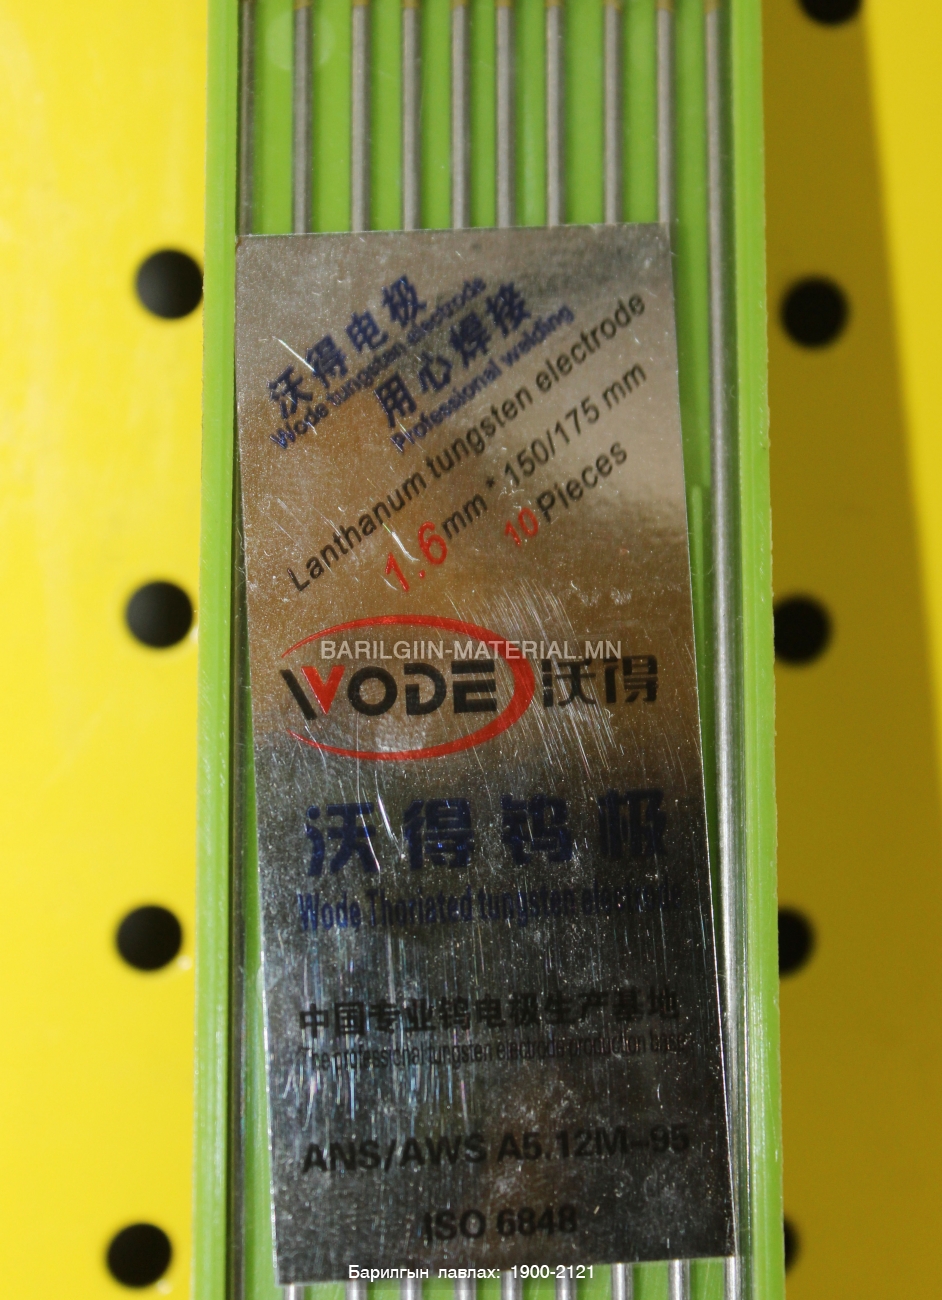 沃得电极
Wode tungsten electrode
用心焊接
Professional welding
Lanthanum tungsten electrode
1.6mm * 150/175 mm
10 Pieces
BARILGIIN-MATERIAL.MN
WODE 沃得
沃得钨极
Wode Thoriated tungsten electrode
中国专业钨电极生产基地
The professional tungsten electrode production base
ANS/AWS A5.12M-95
ISO 6848
Барилгын лавлах: 1900-2121